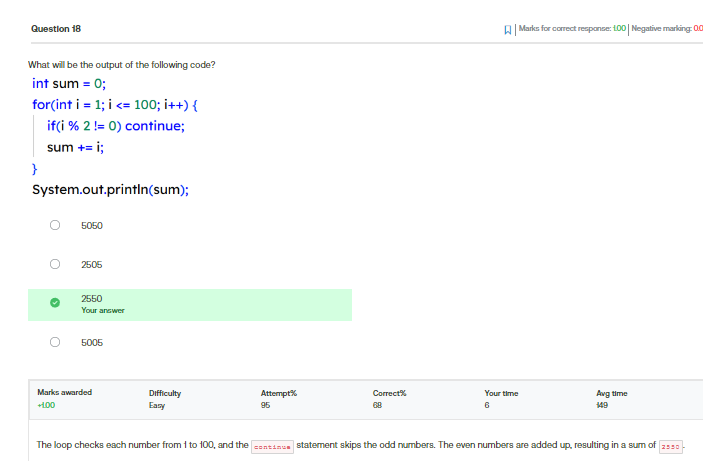 Question 18
Marks for correct response: 1.00 | Negative marking: 0.0
What will be the output of the following code?
int sum = 0;
for(int i = 1; i <= 100; i++) {
if(i % 2 != 0) continue;
sum += i;
}
System.out.println(sum);
5050
2505
2550
Your answer
5005
Marks awarded Difficulty Attempt% Correct% Your time Avg time
+1.00 Easy 95 68 6 149
The loop checks each number from 1 to 100, and the continue statement skips the odd numbers. The even numbers are added up, resulting in a sum of 2550.